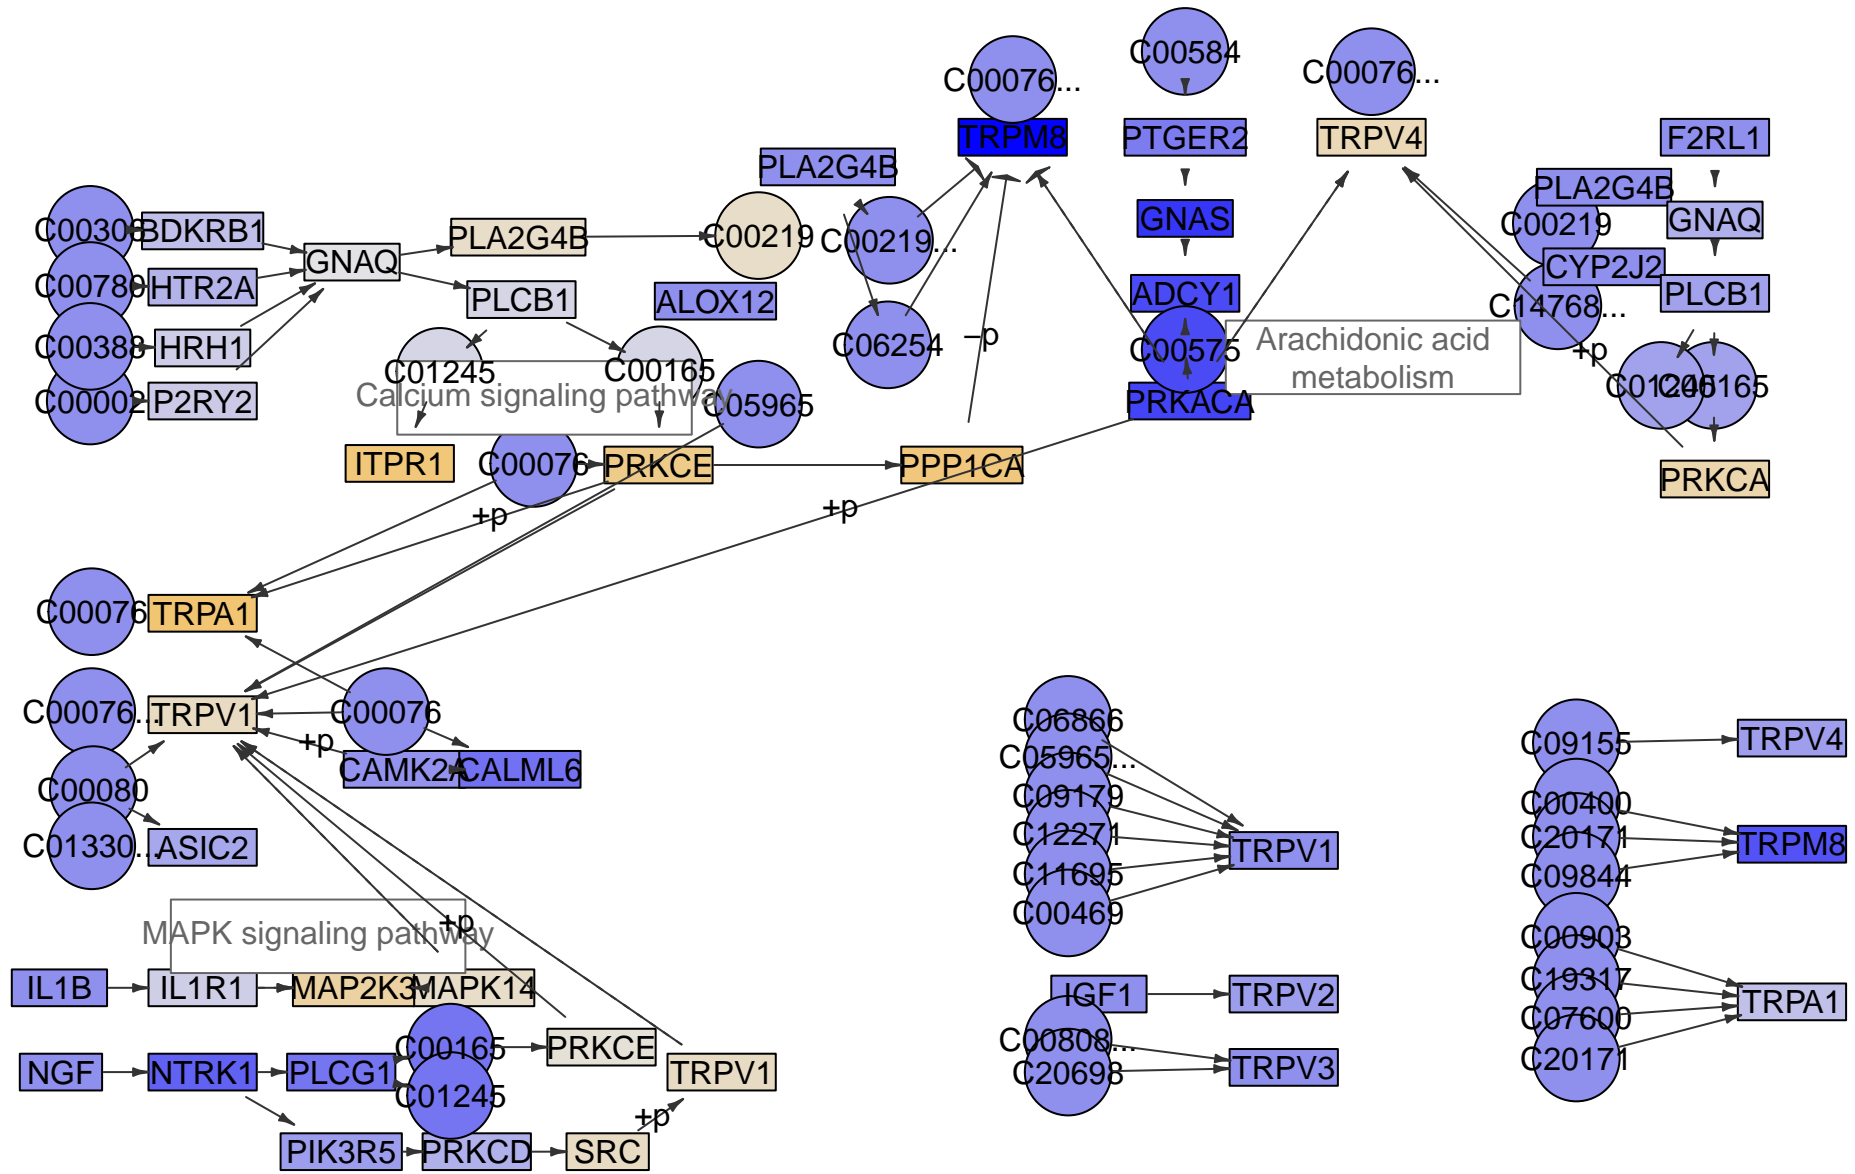 C00584
C00076...
C00076...
TRPM8
PTGER2
TRPV4
F2RL1
PLA2G4B
PLA2G4B
C00219
GNAS
GNAQ
BDKRB1
PLA2G4B
C00219
C00219...
GNAQ
CYP2J2
C00780
HTR2A
PLCB1
ALOX12
ADCY1
PLCB1
C14768...
C00388
HRH1
C06254
–p
C00575
Arachidonic acid
metabolism
+p
C01245
C00165
Calcium signaling pathway
C05965
C00002
P2RY2
PRKACA
C00165
ITPR1
C00076
PRKCE
PPP1CA
PRKCA
+p
+p
C00076
TRPA1
C00076...
TRPV1
C00076
C06866
+p
C05965...
C09155
TRPV4
C00080
CAMK2A
CALML6
C09179
C00400
C01330...
ASIC2
C12271
TRPV1
C20171
TRPM8
C11695
C09844
C00469
+p
MAPK signaling pathway
C00903
IL1B
IL1R1
MAP2K3
MAPK14
IGF1
TRPV2
C19317
TRPA1
C07600
C00165
PRKCE
C00808...
C20171
NGF
NTRK1
PLCG1
TRPV1
C20698
TRPV3
C01245
+p
PIK3R5
PRKCD
SRC